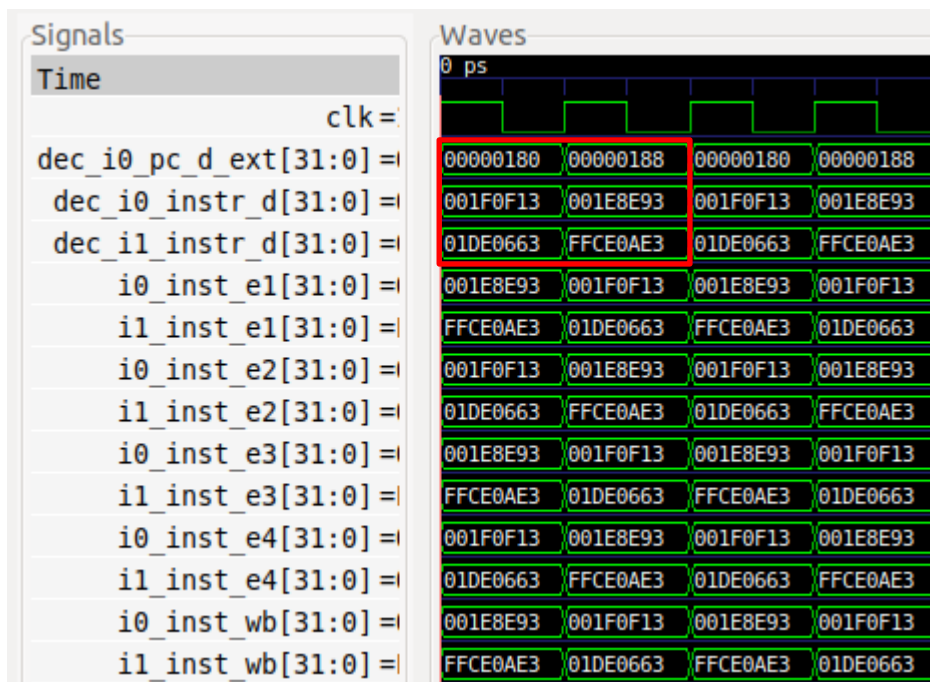 Signals Waves
Time 0 ps
clk=
dec_i0_pc_d_ext[31:0]= 00000180 00000188 00000180 00000188
dec_i0_instr_d[31:0]= 001F0F13 001E8E93 001F0F13 001E8E93
dec_i1_instr_d[31:0]= 01DE0663 FFCE0AE3 01DE0663 FFCE0AE3
i0_inst_e1[31:0]= 001E8E93 001F0F13 001E8E93 001F0F13
i1_inst_e1[31:0]= FFCE0AE3 01DE0663 FFCE0AE3 01DE0663
i0_inst_e2[31:0]= 001F0F13 001E8E93 001F0F13 001E8E93
i1_inst_e2[31:0]= 01DE0663 FFCE0AE3 01DE0663 FFCE0AE3
i0_inst_e3[31:0]= 001E8E93 001F0F13 001E8E93 001F0F13
i1_inst_e3[31:0]= FFCE0AE3 01DE0663 FFCE0AE3 01DE0663
i0_inst_e4[31:0]= 001F0F13 001E8E93 001F0F13 001E8E93
i1_inst_e4[31:0]= 01DE0663 FFCE0AE3 01DE0663 FFCE0AE3
i0_inst_wb[31:0]= 001E8E93 001F0F13 001E8E93 001F0F13
i1_inst_wb[31:0]= FFCE0AE3 01DE0663 FFCE0AE3 01DE0663